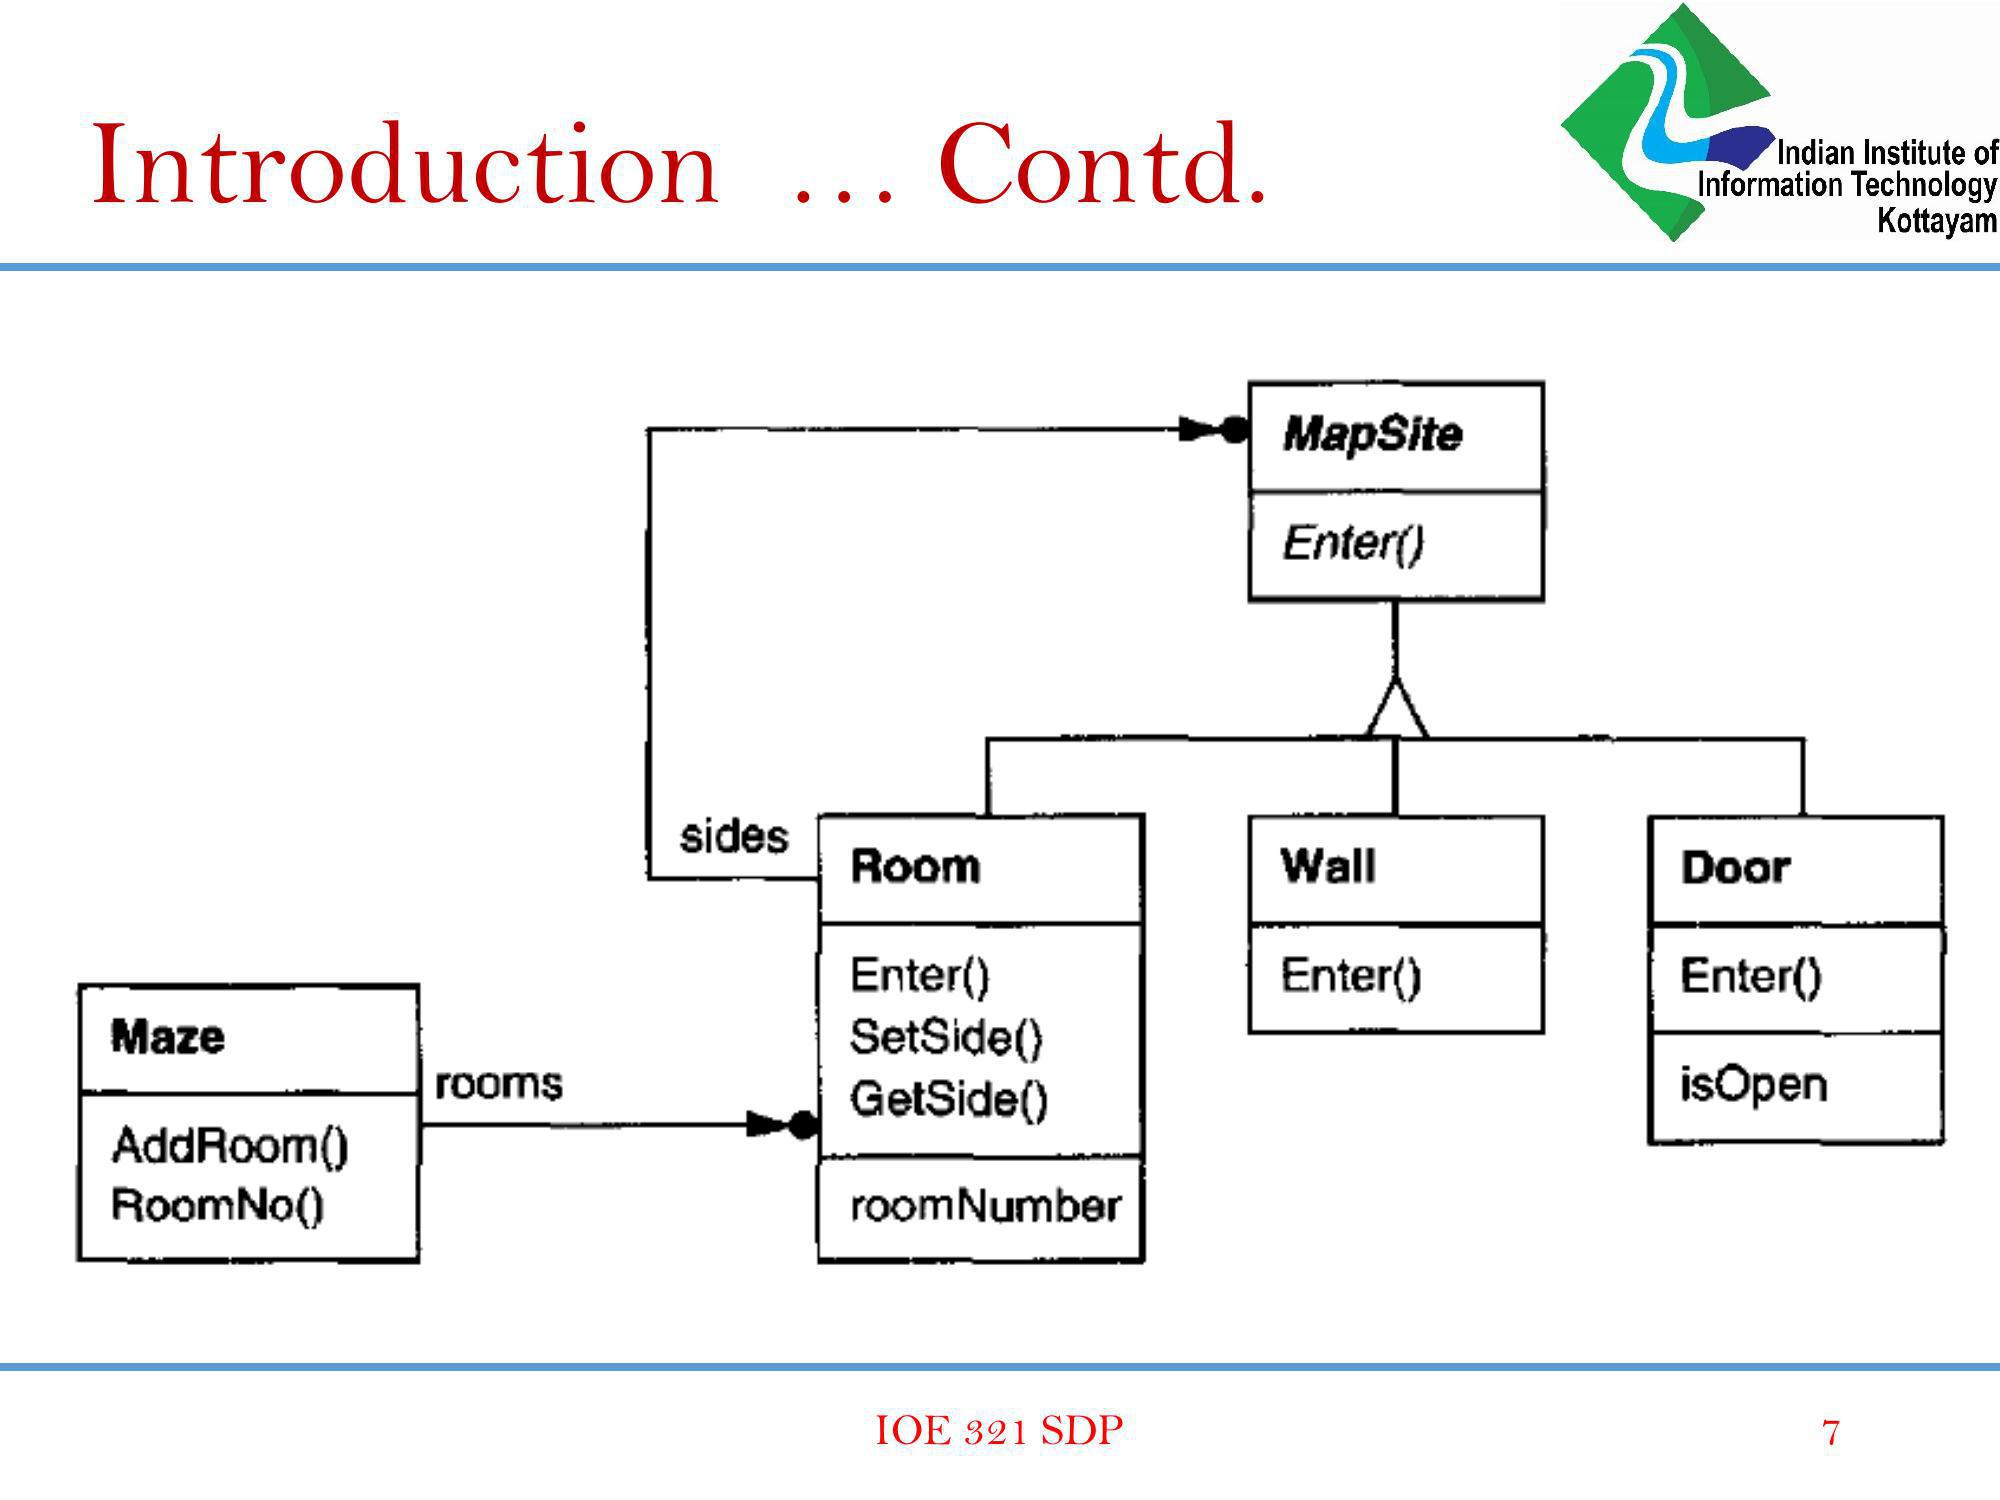 Introduction … Contd.
Indian Institute of
Information Technology
Kottayam
MapSite
Enter()
sides
Room
Enter()
SetSide()
GetSide()
roomNumber
Wall
Enter()
Door
Enter()
isOpen
Maze
AddRoom()
RoomNo()
rooms
IOE 321 SDP
7